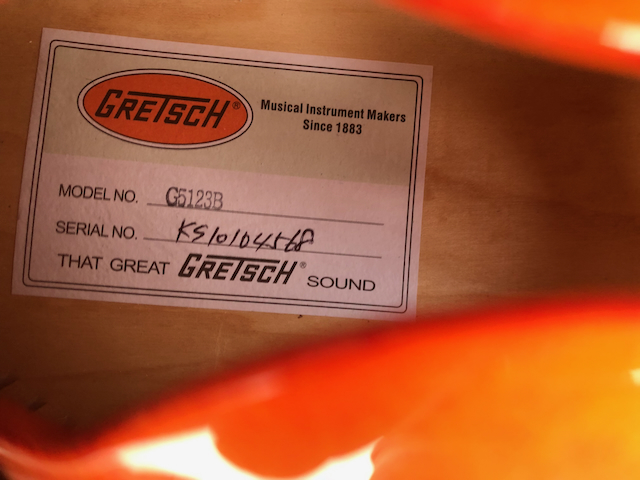 GRETSCH®
Musical Instrument Makers
Since 1883
MODEL NO. G5123B
SERIAL NO. KS10104568
THAT GREAT GRETSCH® SOUND